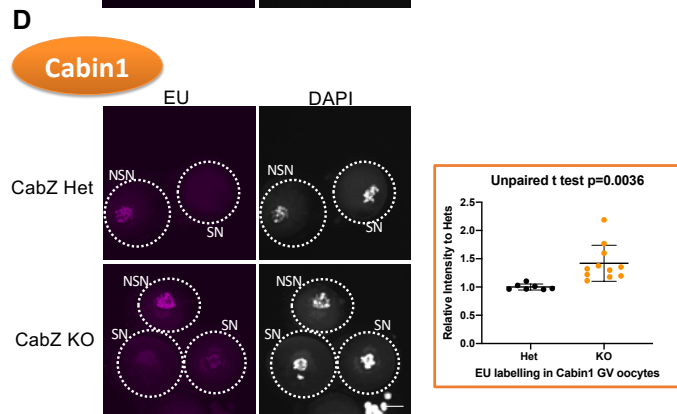 D
Cabin1
EU DAPI
CabZ Het
NSN
SN
NSN
SN
CabZ KO
NSN
SN
SN
NSN
SN
SN
Unpaired t test p=0.0036
Relative Intensity to Hets
2.5
2.0
1.5
1.0
0.5
0.0
Het KO
EU labelling in Cabin1 GV oocytes